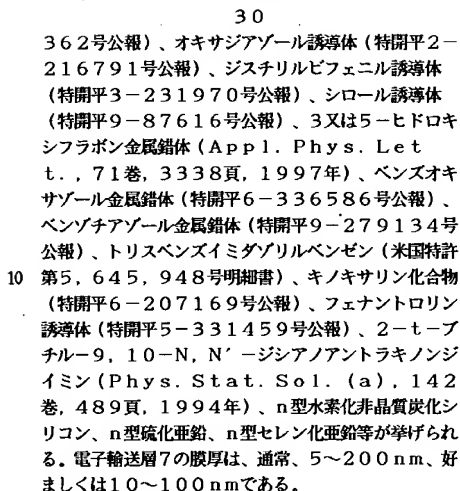 30
362号公報)、オキサジアゾール誘導体(特開平2-
216791号公報)、ジスチリルビフェニル誘導体
(特開平3-231970号公報)、シロール誘導体
(特開平9-87616号公報)、3又は5-ヒドロキ
シフラボン金属錯体(Appl. Phys. Let
t., 71巻, 3338頁, 1997年)、ベンズオキ
サゾール金属錯体(特開平6-336586号公報)、
ベンゾチアゾール金属錯体(特開平9-279134号
公報)、トリスベンズイミダゾリルベンゼン(米国特許
10 第5, 645, 948号明細書)、キノキサリン化合物
(特開平6-207169号公報)、フェナントロリン
誘導体(特開平5-331459号公報)、2-t-ブ
チル-9, 10-N, N′-ジシアノアントラキノンジ
イミン(Phys. Stat. Sol. (a), 142
巻, 489頁, 1994年)、n型水素化非晶質炭化シ
リコン、n型硫化亜鉛、n型セレン化亜鉛等が挙げられ
る。電子輸送層7の膜厚は、通常、5~200nm、好
ましくは10~100nmである。